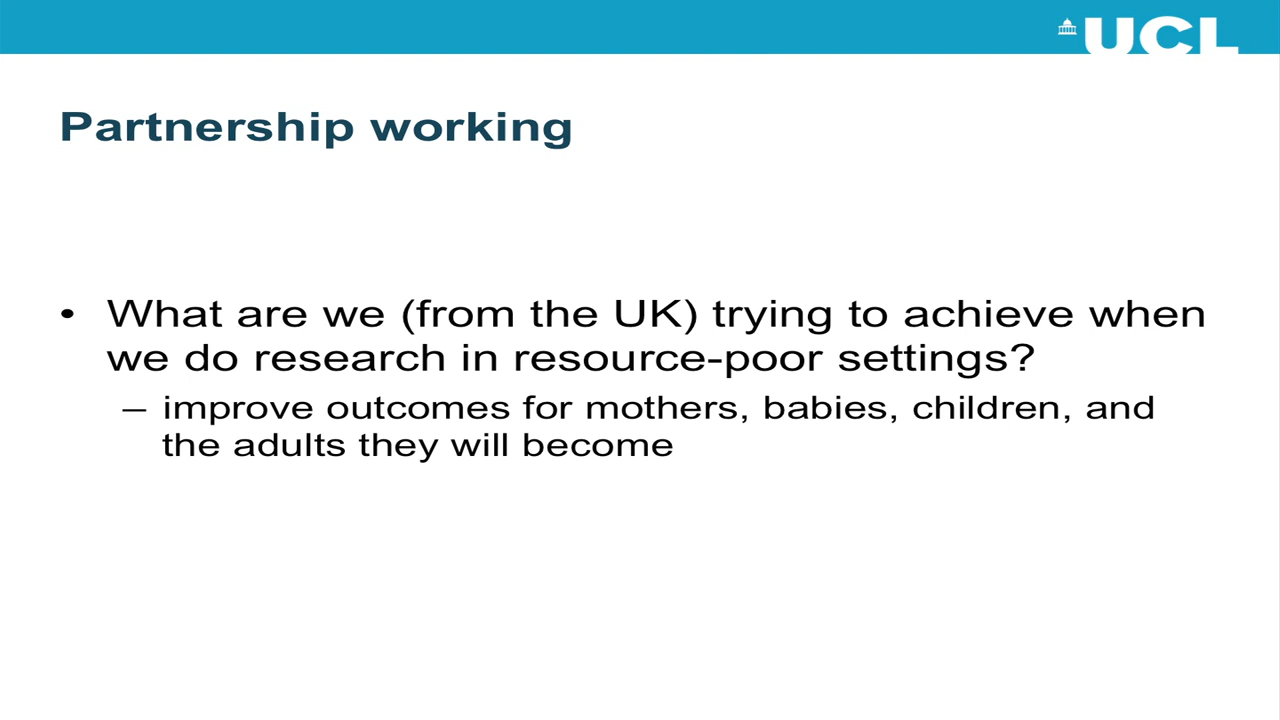 UCL
Partnership working
• What are we (from the UK) trying to achieve when
we do research in resource-poor settings?
– improve outcomes for mothers, babies, children, and
the adults they will become